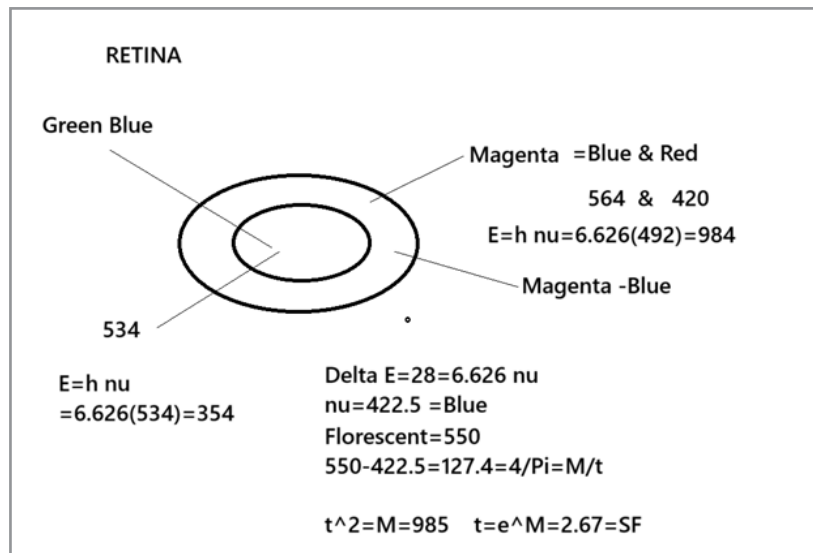 RETINA
Green Blue
Magenta =Blue & Red
564 & 420
E=h nu=6.626(492)=984
Magenta -Blue
534
E=h nu
=6.626(534)=354
Delta E=28=6.626 nu
nu=422.5 =Blue
Florescent=550
550-422.5=127.4=4/Pi=M/t
t^2=M=985 t=e^M=2.67=SF